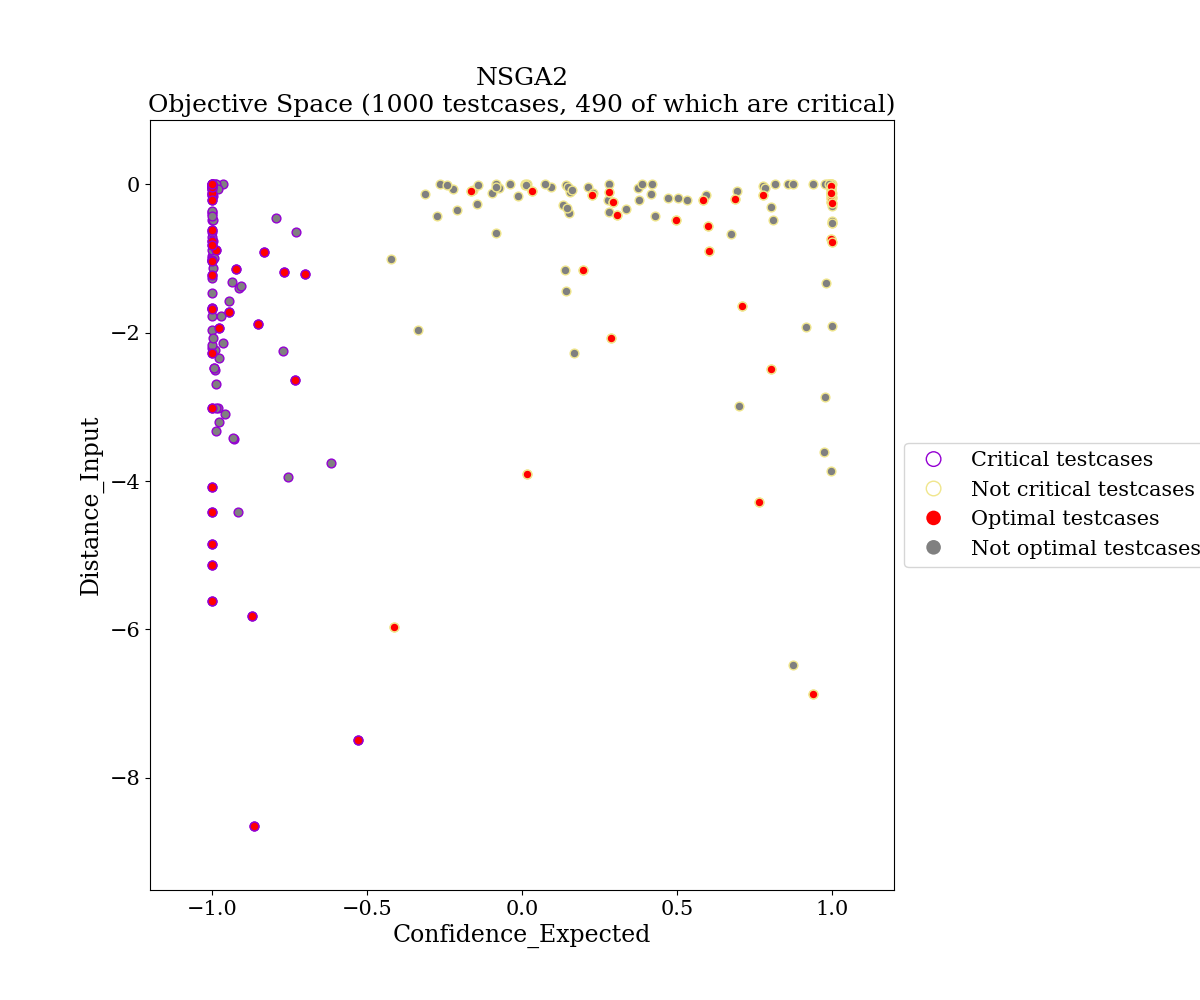 NSGA2
Objective Space (1000 testcases, 490 of which are critical)
0
−2
−4
−6
−8
Distance_Input
−1.0
−0.5
0.0
0.5
1.0
Confidence_Expected
Critical testcases
Not critical testcases
Optimal testcases
Not optimal testcases